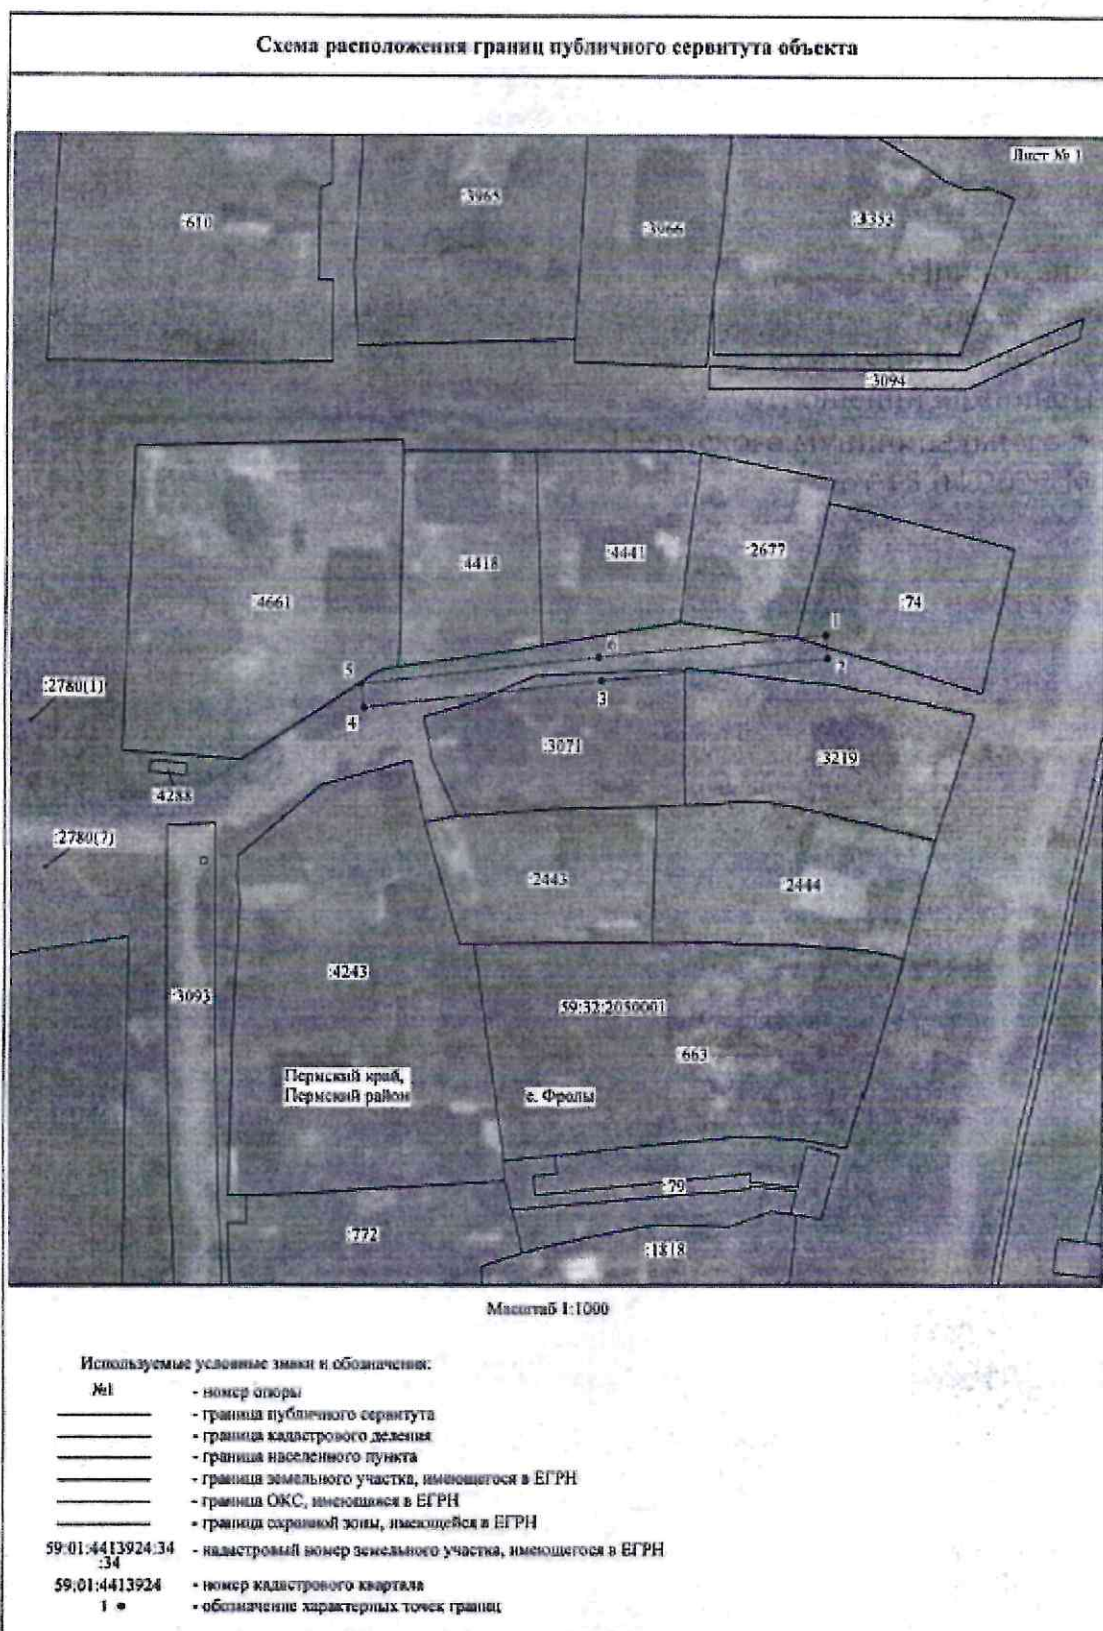 Схема расположения границ публичного сервитута объекта
Лист № 1
:610
:3965
:3966
:3352
:3094
:4418
:4441
:2677
:4661
:74
1
6
2
5
3
4
:2780(1)
:3071
:3219
:4288
:2780(7)
:2443
:2444
:4243
:3093
59:32:2050001
:663
Пермский край,
Пермский район
с. Фролы
:79
:772
:1818
Масштаб 1:1000
Используемые условные знаки и обозначения:
№1 - номер опоры
- граница публичного сервитута
- граница кадастрового деления
- граница населенного пункта
- граница земельного участка, имеющегося в ЕГРН
- граница ОКС, имеющаяся в ЕГРН
- граница охранной зоны, имеющейся в ЕГРН
59:01:4413924:34 - кадастровый номер земельного участка, имеющегося в ЕГРН
:34
59:01:4413924 - номер кадастрового квартала
1 • - обозначение характерных точек границ